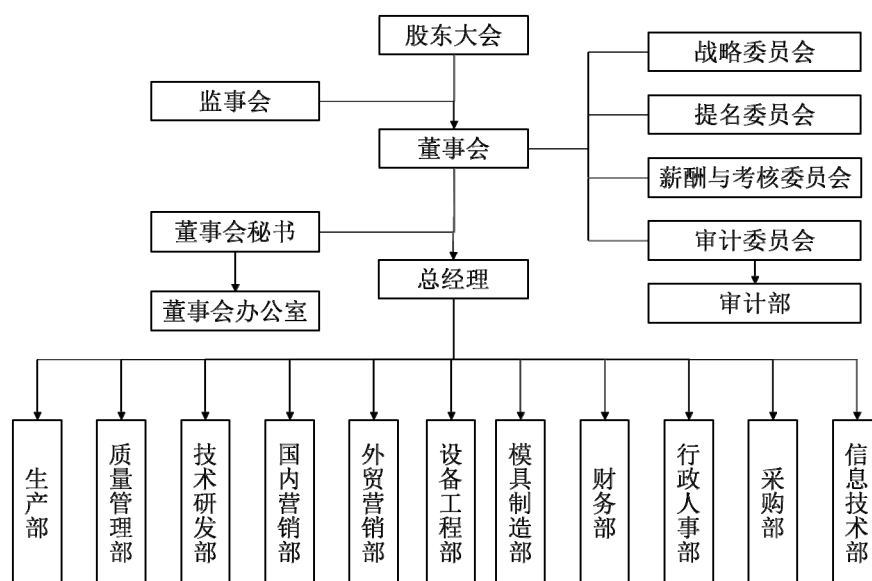 股东大会
战略委员会
监事会
提名委员会
董事会
薪酬与考核委员会
董事会秘书
审计委员会
总经理
董事会办公室
审计部
生产部
质量管理部
技术研发部
国内营销部
外贸营销部
设备工程部
模具制造部
财务部
行政人事部
采购部
信息技术部